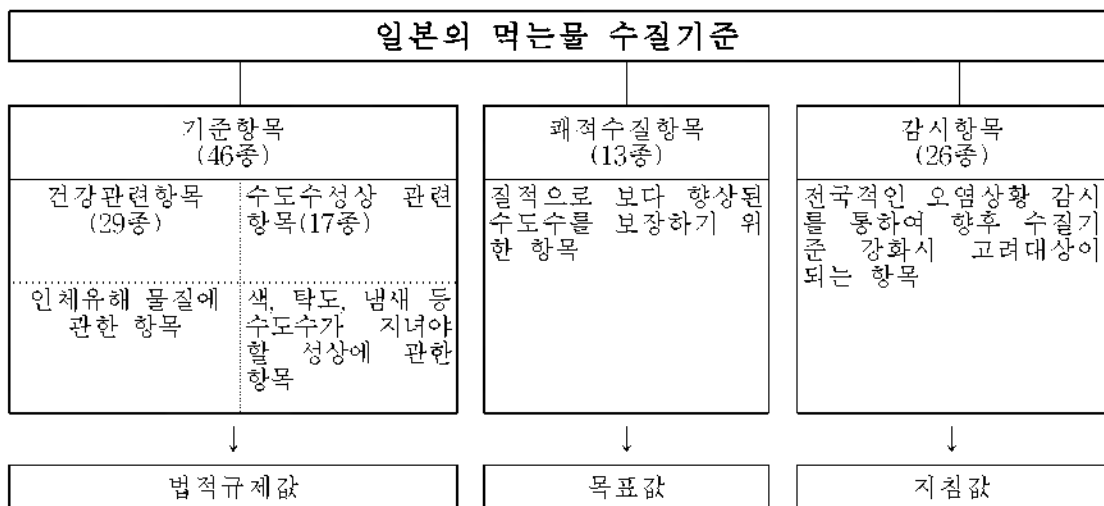 일본의 먹는물 수질기준
기준항목
(46종)
건강관련항목
(29종)
수도수성상 관련
항목(17종)
인체유해 물질에
관한 항목
색, 탁도, 냄새 등
수도수가 지녀야
할 성상에 관한
항목
쾌적수질항목
(13종)
질적으로 보다 향상된
수도수를 보장하기 위
한 항목
감시항목
(26종)
전국적인 오염상황 감시
를 통하여 향후 수질기
준 강화시 고려대상이
되는 항목
↓ ↓ ↓
법적규제값
목표값
지침값